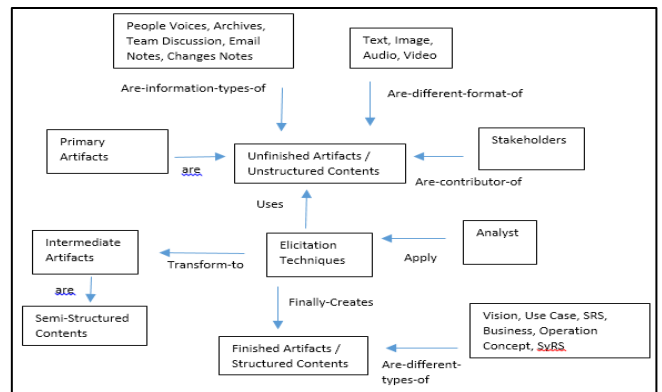 People Voices, Archives,
Team Discussion, Email
Notes, Changes Notes
Text, Image,
Audio, Video
Are-information-types-of
Are-different-format-of
Primary
Artifacts
are
Unfinished Artifacts /
Unstructured Contents
Stakeholders
Are-contributor-of
Uses
Intermediate
Artifacts
Transform-to
Elicitation
Techniques
Apply
Analyst
are
Semi-Structured
Contents
Finally-Creates
Finished Artifacts /
Structured Contents
Are-different-
types-of
Vision, Use Case, SRS,
Business, Operation
Concept, SyRS